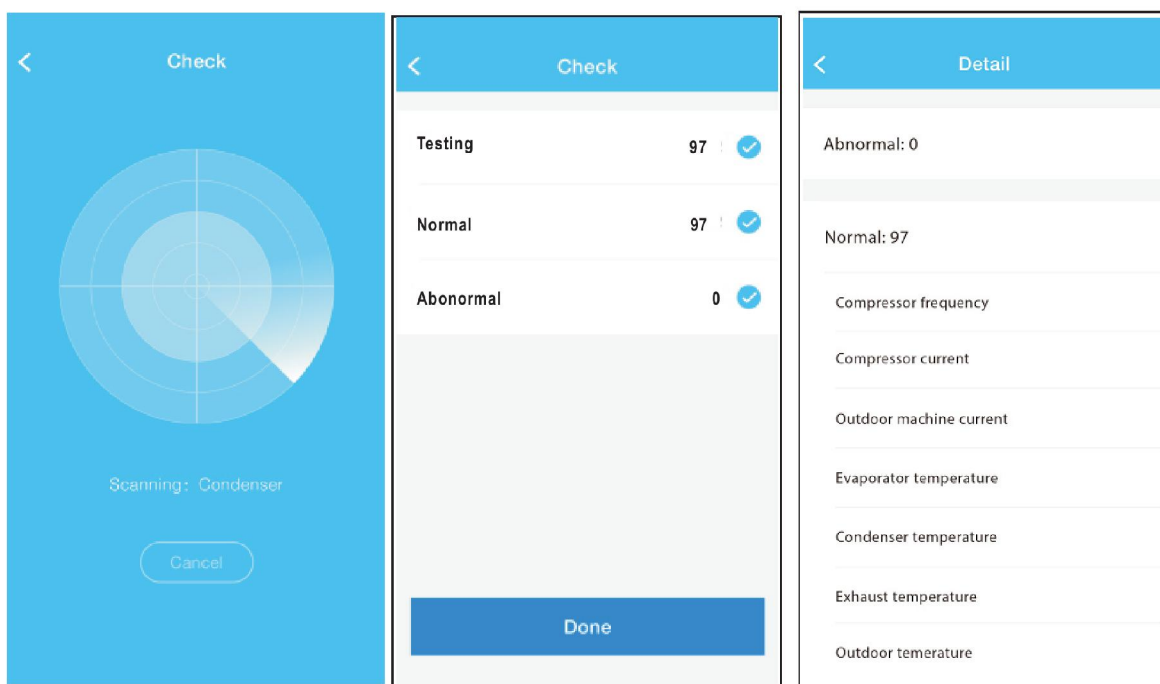 Check
Scanning: Condenser
Cancel
Check
Testing 97
Normal 97
Abonormal 0
Done
Detail
Abnormal: 0
Normal: 97
Compressor frequency
Compressor current
Outdoor machine current
Evaporator temperature
Condenser temperature
Exhaust temperature
Outdoor temerature